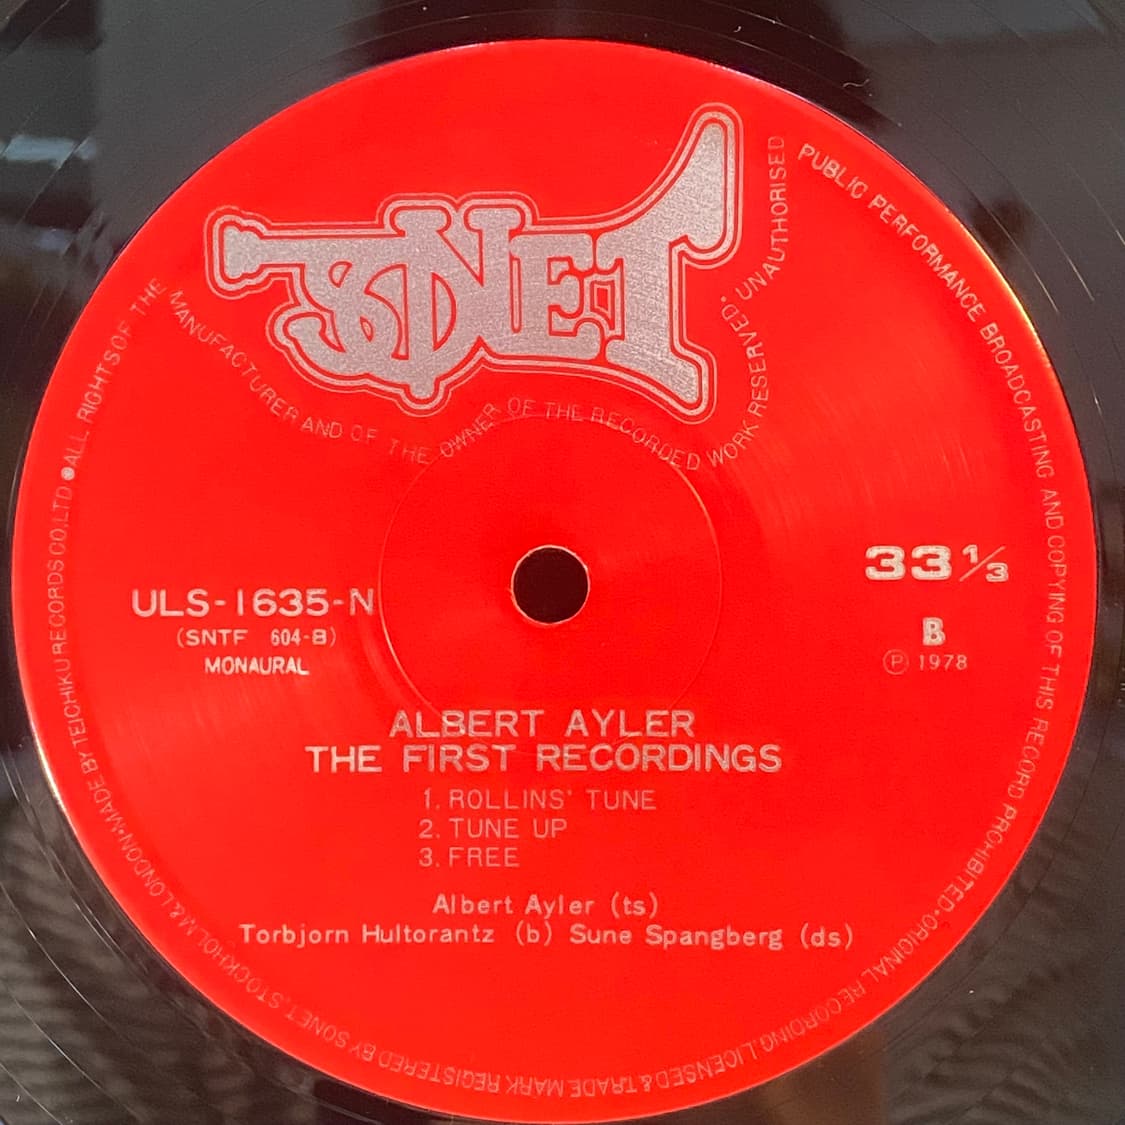 SONET
ALL RIGHTS OF THE MANUFACTURER AND OF THE OWNER OF THE RECORDED WORK RESERVED • UNAUTHORISED PUBLIC PERFORMANCE BROADCASTING AND COPYING OF THIS RECORD PROHIBITED • ORIGINAL RECORDING LICENSED & TRADE MARK REGISTERED BY SONET, STOCKHOLM & LONDON • MADE BY TEICHIKU RECORDS CO., LTD •
33 1/3
ULS-1635-N
(SNTF 604-B)
MONAURAL
B
Ⓟ 1978
ALBERT AYLER
THE FIRST RECORDINGS
1. ROLLINS' TUNE
2. TUNE UP
3. FREE
Albert Ayler (ts)
Torbjorn Hultorantz (b) Sune Spangberg (ds)